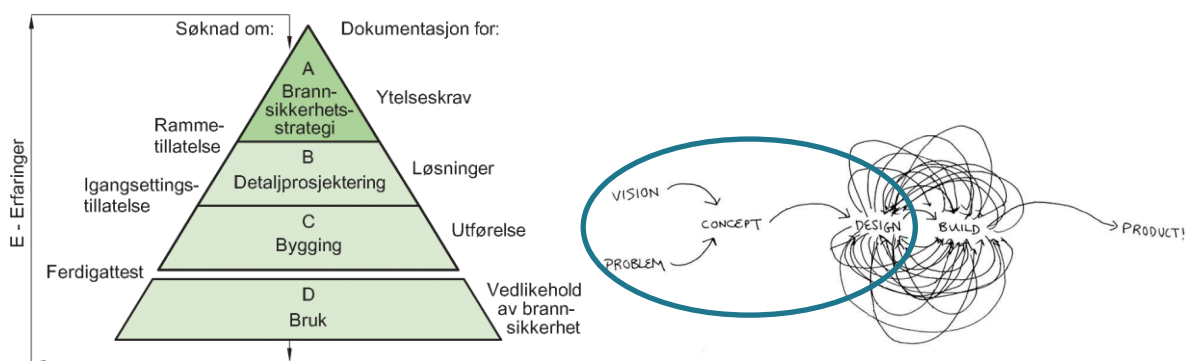 E - Erfaringer
Søknad om:
Dokumentasjon for:
A
Brann-
sikkerhets-
strategi
Ytelseskrav
Ramme-
tillatelse
B
Detaljprosjektering
Løsninger
Igangsettings-
tillatelse
C
Bygging
Utførelse
Ferdigattest
D
Bruk
Vedlikehold
av brann-
sikkerhet
VISION
CONCEPT
PROBLEM
DESIGN
BUILD
PRODUCT!